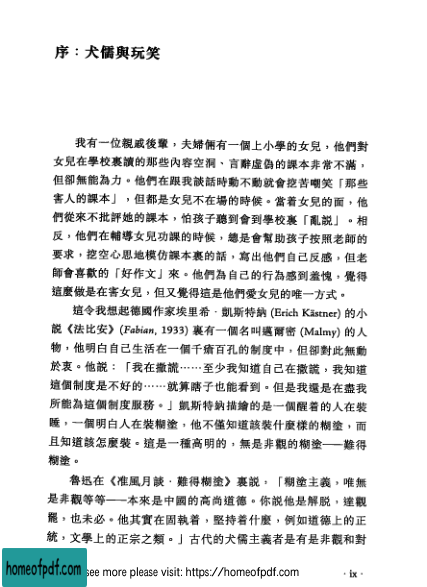 序：犬儒與玩笑
我有一位親戚後輩，夫婦倆有一個上小學的女兒，他們對
女兒在學校裏讀的那些內容空洞、言辭虛偽的課本非常不滿，
但卻無能為力。他們在跟我談話時動不動就會挖苦嘲笑「那些
害人的課本」，但都是女兒不在場的時候。當着女兒的面，他
們從來不批評她的課本，怕孩子聽到會到學校裏「亂説」。相
反，他們在輔導女兒功課的時候，總是會幫助孩子按照老師的
要求，挖空心思地模仿課本裏的話，寫出他們自己反感，但老
師會喜歡的「好作文」來。他們為自己的行為感到羞愧，覺得
這麼做是在害女兒，但又覺得這是他們愛女兒的唯一方式。
這令我想起德國作家埃里希·凱斯特納 (Erich Kästner) 的小
説《法比安》(Fabian, 1933) 裏有一個名叫邁爾密 (Malmy) 的人
物，他明白自己生活在一個千瘡百孔的制度中，但卻對此無動
於衷。他説：「我在撒謊……至少我知道自己在撒謊，我知道
這個制度是不好的……就算瞎子也能看到。但是我還是在盡我
所能為這個制度服務。」凱斯特納描繪的是一個醒着的人在裝
睡，一個明白人在裝糊塗，他不僅知道該裝什麼樣的糊塗，而
且知道該怎麼裝。這是一種高明的，無是非觀的糊塗——難得
糊塗。
魯迅在《准風月談·難得糊塗》裏説，「糊塗主義，唯無
是非觀等等——本來是中國的高尚道德。你説他是解脱，達觀
罷，也未必。他其實在固執着，堅持着什麼，例如道德上的正
統，文學上的正宗之類。」古代的犬儒主義者是有是非觀和對
· ix ·
homeofpdf.com
see more please visit: https://homeofpdf.com